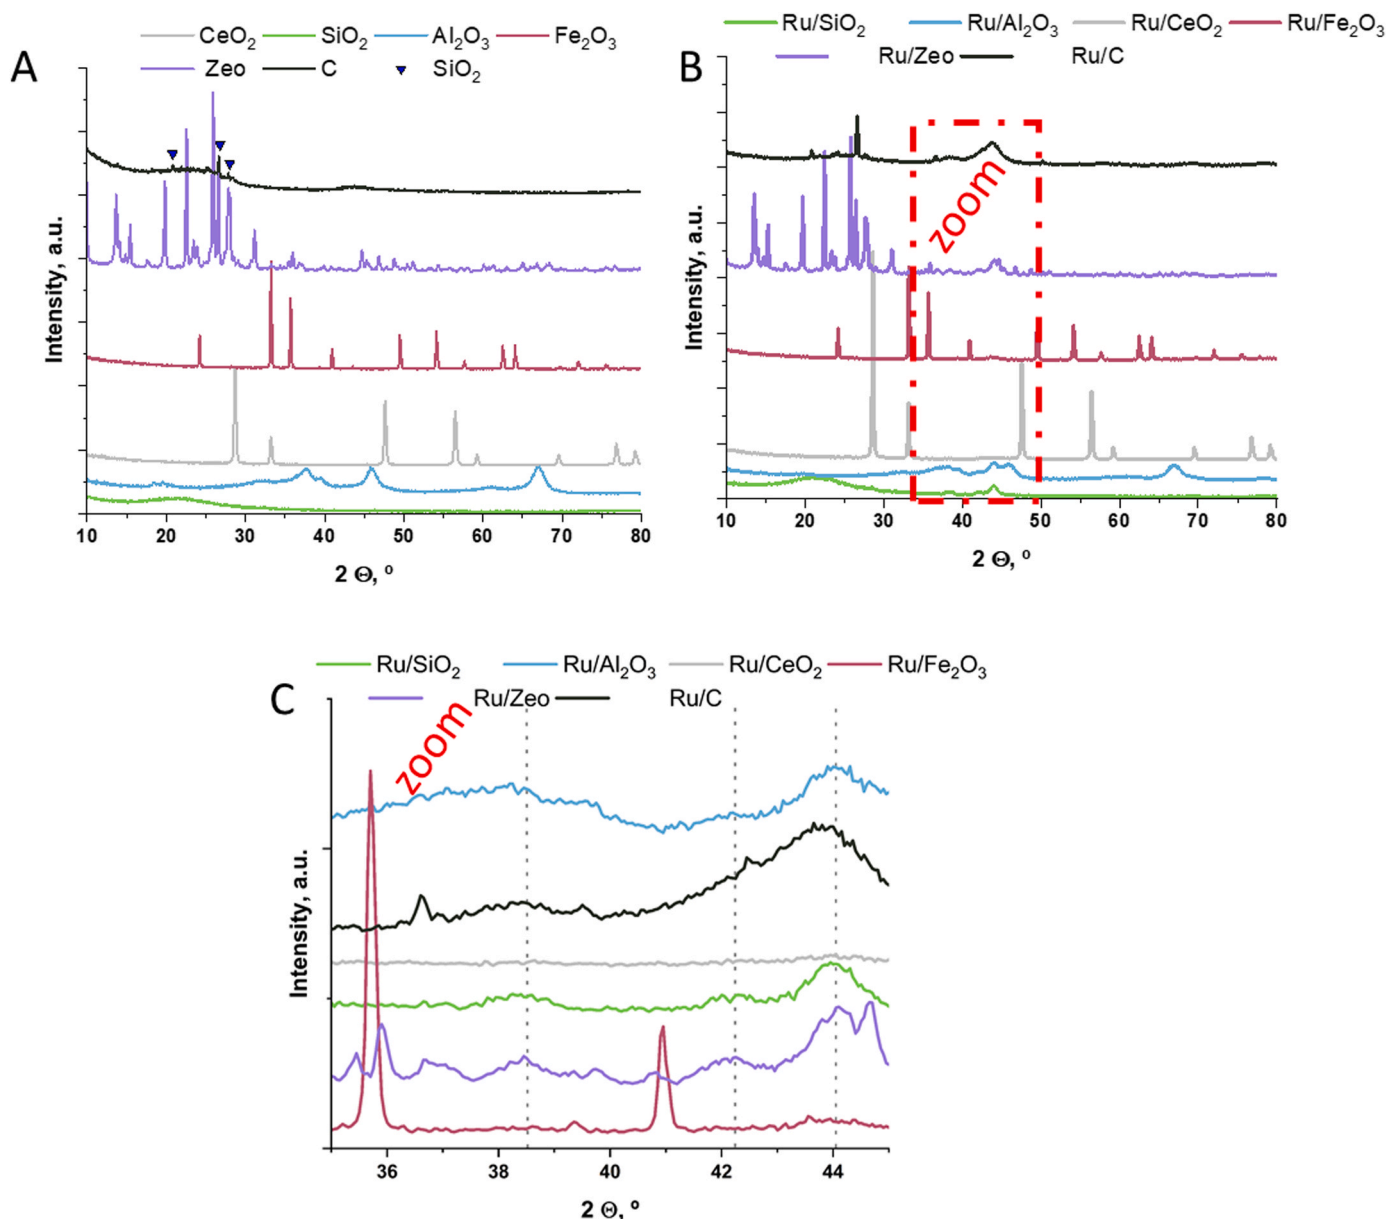 A
CeO₂ SiO₂ Al₂O₃ Fe₂O₃
Zeo C SiO₂
Intensity, a.u.
10 20 30 40 50 60 70 80
2 Θ, º
B
Ru/SiO₂ Ru/Al₂O₃ Ru/CeO₂ Ru/Fe₂O₃
Ru/Zeo Ru/C
zoom
Intensity, a.u.
10 20 30 40 50 60 70 80
2 Θ, º
C
Ru/SiO₂ Ru/Al₂O₃ Ru/CeO₂ Ru/Fe₂O₃
Ru/Zeo Ru/C
zoom
Intensity, a.u.
36 38 40 42 44
2 Θ, º